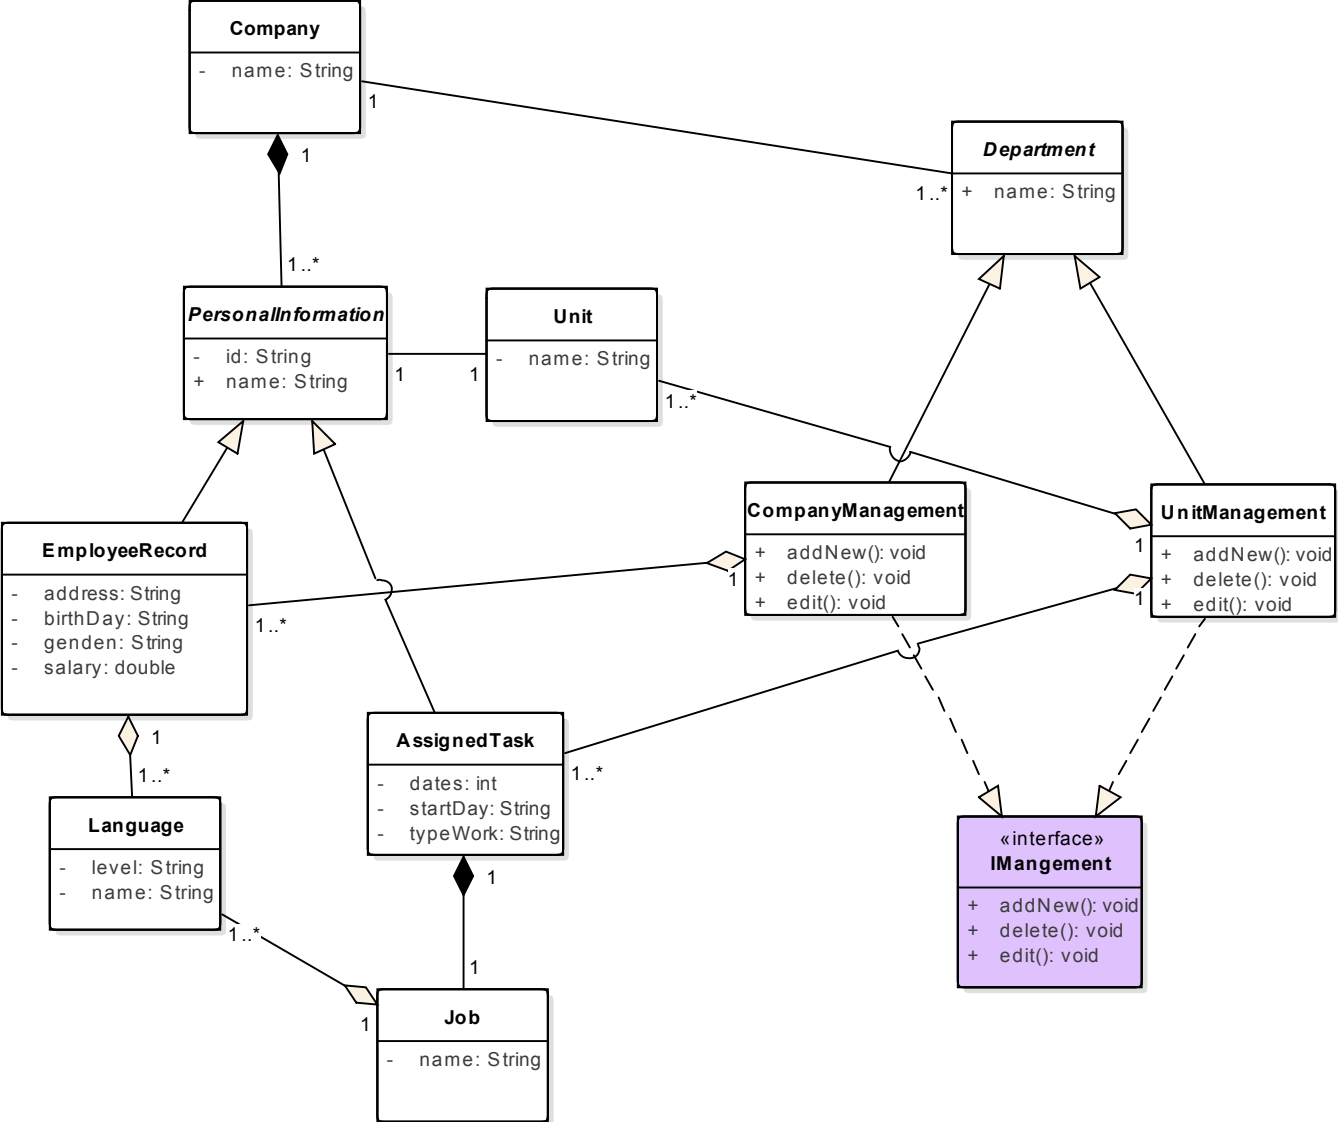 Company
- name: String
1
1
1..*
1..*
Department
+ name: String
PersonalInformation
- id: String
+ name: String
1
1
Unit
- name: String
1..*
CompanyManagement
+ addNew(): void
+ delete(): void
+ edit(): void
1
UnitManagement
+ addNew(): void
+ delete(): void
+ edit(): void
1
1
EmployeeRecord
- address: String
- birthDay: String
- genden: String
- salary: double
1..*
1
1..*
AssignedTask
- dates: int
- startDay: String
- typeWork: String
1..*
1
1
Language
- level: String
- name: String
1..*
1
«interface»
IMangement
+ addNew(): void
+ delete(): void
+ edit(): void
Job
- name: String